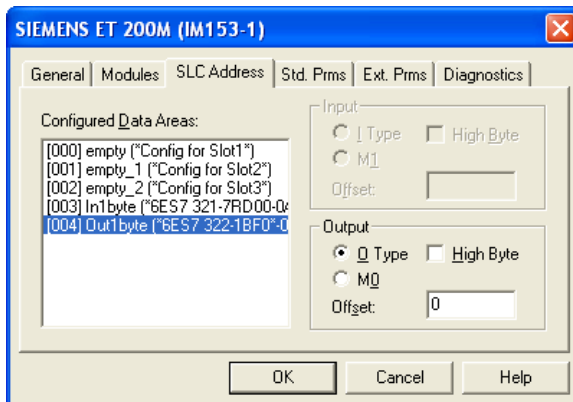 SIEMENS ET 200M (IM153-1)
General Modules SLC Address Std. Prms Ext. Prms Diagnostics
Configured Data Areas:
[000] empty ("Config for Slot1")
[001] empty_1 ("Config for Slot2")
[002] empty_2 ("Config for Slot3")
[003] In1byte ("6ES7 321-7RD00-0
[004] Out1byte ("6ES7 322-1BF0*-0
Input
I Type High Byte
M1
Offset:
Output
O Type High Byte
M0
Offset: 0
OK Cancel Help